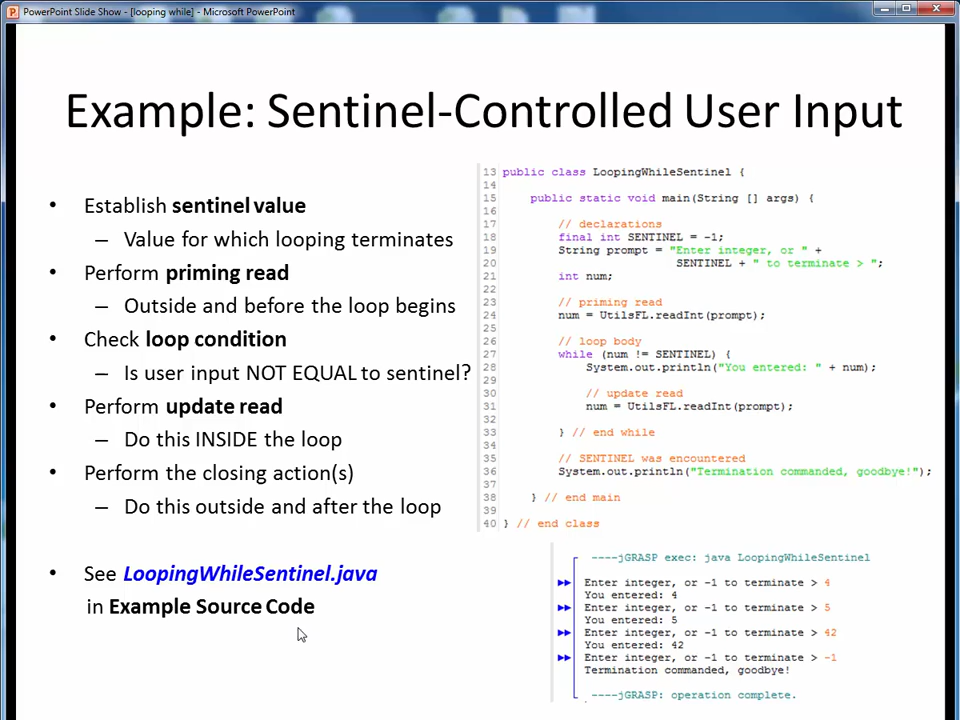 PowerPoint Slide Show - [looping while] - Microsoft PowerPoint
Example: Sentinel-Controlled User Input
• Establish sentinel value
– Value for which looping terminates
• Perform priming read
– Outside and before the loop begins
• Check loop condition
– Is user input NOT EQUAL to sentinel?
• Perform update read
– Do this INSIDE the loop
• Perform the closing action(s)
– Do this outside and after the loop
• See LoopingWhileSentinel.java
in Example Source Code
13 public class LoopingWhileSentinel {
14
15     public static void main(String [] args) {
16
17         // declarations
18         final int SENTINEL = -1;
19         String prompt = "Enter integer, or " +
20                          SENTINEL + " to terminate > ";
21         int num;
22
23         // priming read
24         num = UtilsFL.readInt(prompt);
25
26         // loop body
27         while (num != SENTINEL) {
28             System.out.println("You entered: " + num);
29
30             // update read
31             num = UtilsFL.readInt(prompt);
32
33         } // end while
34
35         // SENTINEL was encountered
36         System.out.println("Termination commanded, goodbye!");
37
38     } // end main
39
40 } // end class
----jGRASP exec: java LoopingWhileSentinel
Enter integer, or -1 to terminate > 4
You entered: 4
Enter integer, or -1 to terminate > 5
You entered: 5
Enter integer, or -1 to terminate > 42
You entered: 42
Enter integer, or -1 to terminate > -1
Termination commanded, goodbye!
----jGRASP: operation complete.